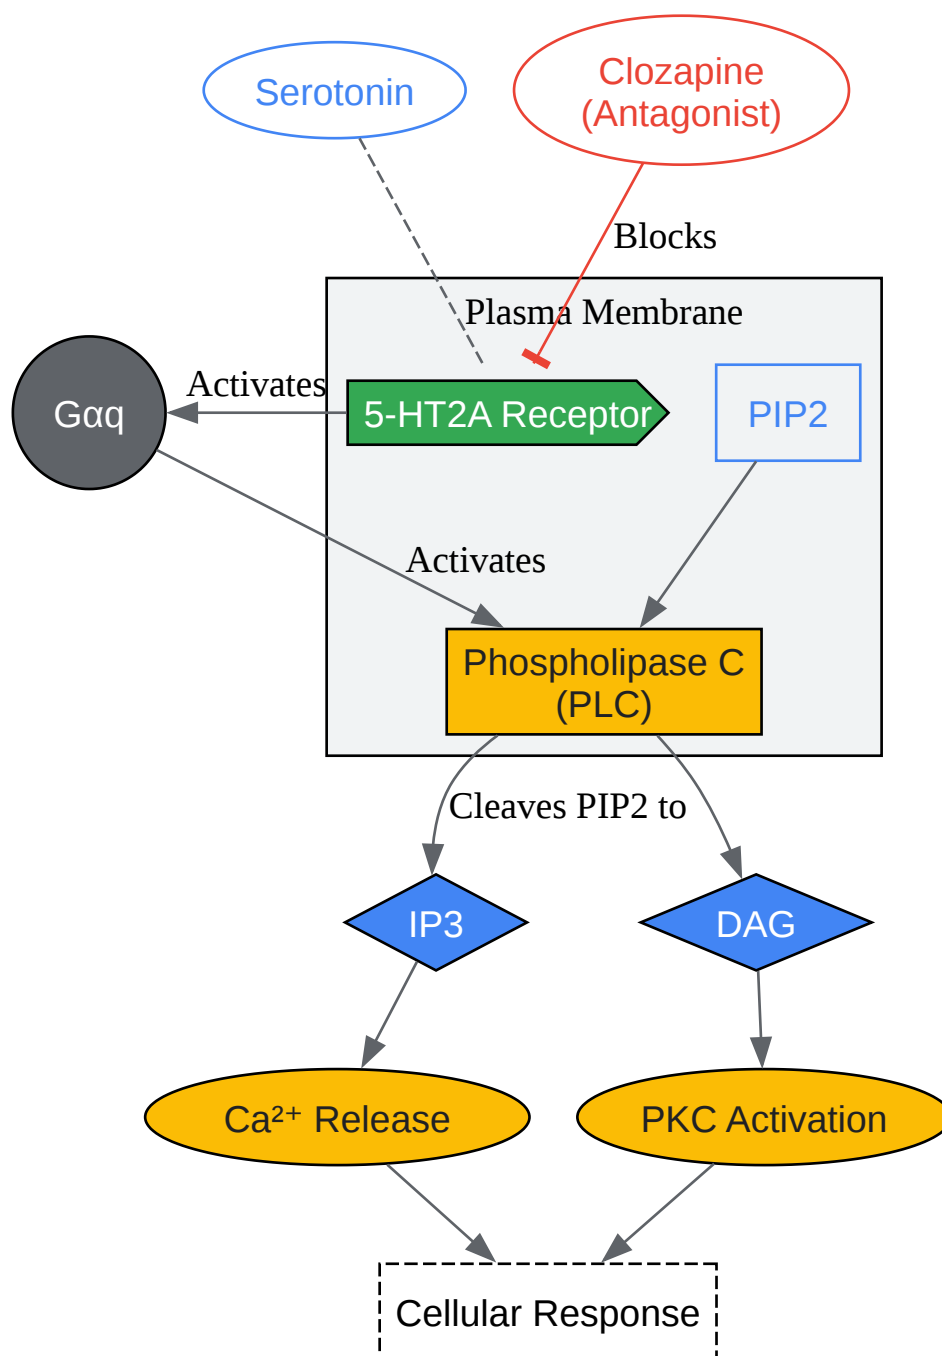 Serotonin
Clozapine
(Antagonist)
Blocks
Plasma Membrane
Gαq
Activates
5-HT2A Receptor
PIP2
Activates
Phospholipase C
(PLC)
Cleaves PIP2 to
IP3
DAG
Ca²⁺ Release
PKC Activation
Cellular Response